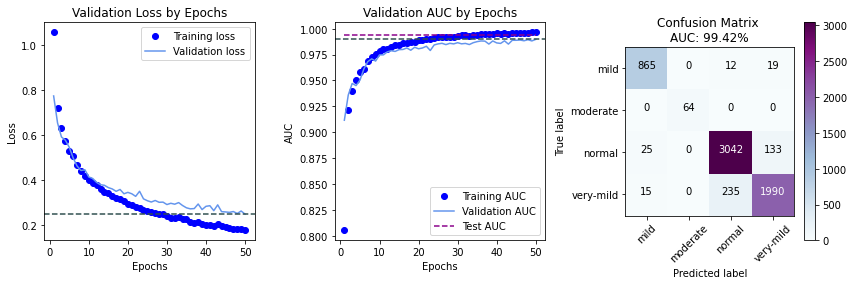 Validation Loss by Epochs
Loss
1.0
0.8
0.6
0.4
0.2
Training loss
Validation loss
0 10 20 30 40 50
Epochs
Validation AUC by Epochs
AUC
1.000
0.975
0.950
0.925
0.900
0.875
0.850
0.825
0.800
Training AUC
Validation AUC
Test AUC
0 10 20 30 40 50
Epochs
Confusion Matrix
AUC: 99.42%
True label
mild 865 0 12 19
moderate 0 64 0 0
normal 25 0 3042 133
very-mild 15 0 235 1990
mild moderate normal very-mild
Predicted label
3000
2500
2000
1500
1000
500
0